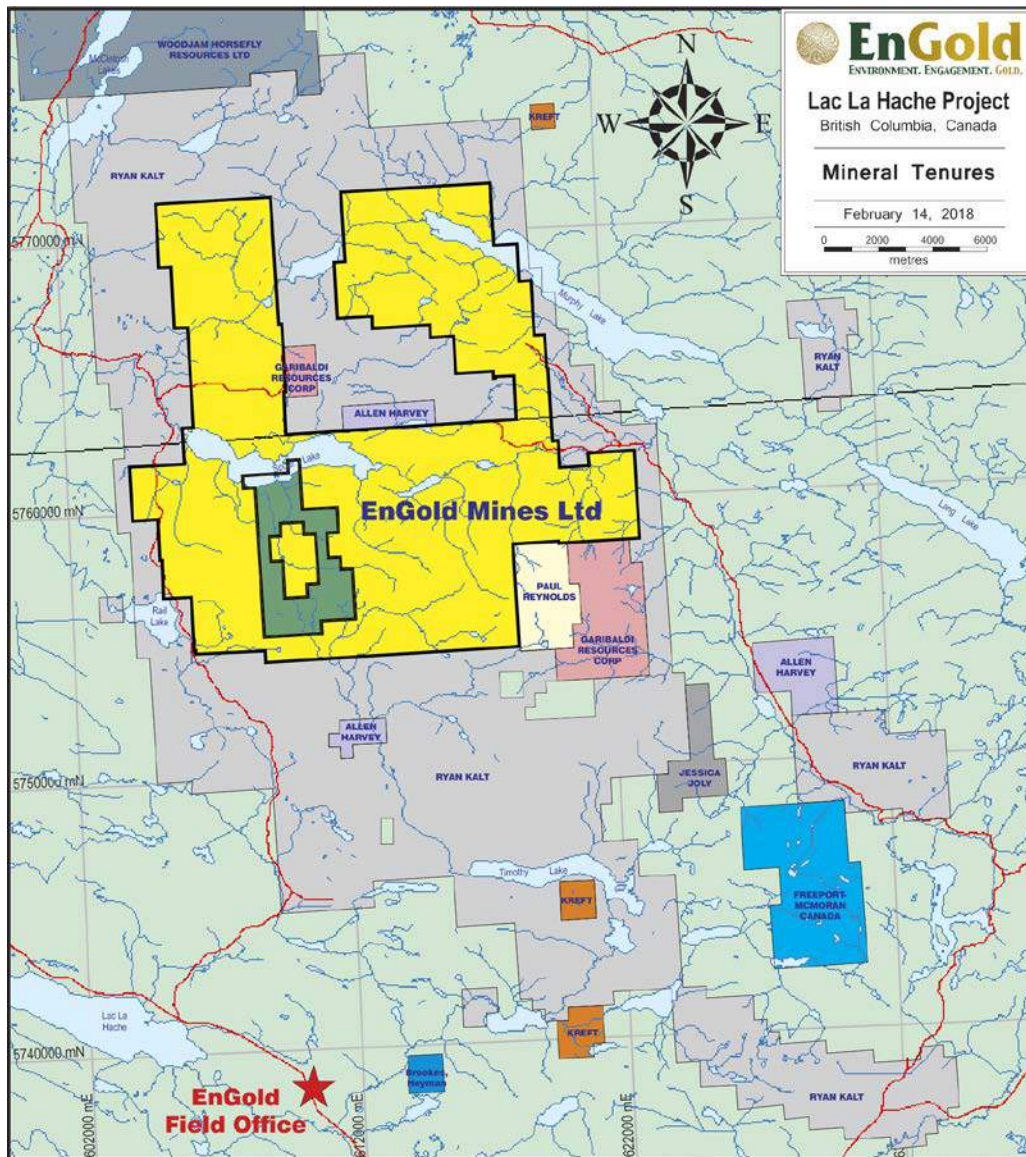 EnGold
ENVIRONMENT. ENGAGEMENT. GOLD.
Lac La Hache Project
British Columbia, Canada
Mineral Tenures
February 14, 2018
0 2000 4000 6000
metres
N
W E
S
WOODJAM HORSEFLY
RESOURCES LTD
McClintosh
Lakes
KREFT
RYAN KALT
5770000 mN
Murphy Lake
GARIBALDI
RESOURCES
CORP
RYAN
KALT
ALLEN HARVEY
Lake
5760000 mN
EnGold Mines Ltd
Lang Lake
PAUL
REYNOLDS
Rail
Lake
GARIBALDI
RESOURCES
CORP
ALLEN
HARVEY
ALLEN
HARVEY
5750000 mN
RYAN KALT
JESSICA
JOLY
RYAN KALT
Timothy Lake
KREFT
FREEPORT-
MCMORAN
CANADA
Lac La
Hache
KREFT
5740000 mN
Brookes,
Heyman
EnGold
Field Office
RYAN KALT
602000 mE
612000 mE
622000 mE